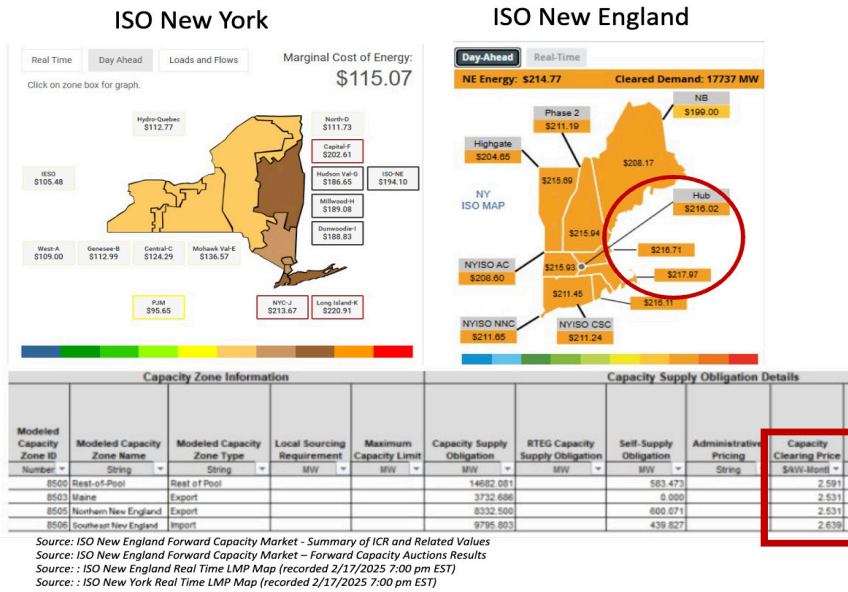 ISO New York
ISO New England
Real Time
Day Ahead
Loads and Flows
Marginal Cost of Energy:
$115.07
Click on zone box for graph.
Hydro-Quebec
$112.77
North-D
$111.73
Capital-F
$202.61
IESO
$105.48
Hudson Val-G
$186.65
ISO-NE
$194.10
Millwood-H
$189.08
Dunwoodie-I
$188.83
West-A
$109.00
Genesee-B
$112.99
Central-C
$124.29
Mohawk Val-E
$136.57
PJM
$95.65
NYC-J
$213.67
Long Island-K
$220.91
Day-Ahead
Real-Time
NE Energy: $214.77
Cleared Demand: 17737 MW
NB
$199.00
Phase 2
$211.19
Highgate
$204.65
$208.17
$215.69
NY
ISO MAP
Hub
$216.02
$215.94
$216.71
NYISO AC
$208.60
$215.93
$217.97
$211.45
$216.11
NYISO NNC
$211.65
NYISO CSC
$211.24
Capacity Zone Information
Capacity Supply Obligation Details
Modeled Capacity Zone ID Modeled Capacity Zone Name Modeled Capacity Zone Type Local Sourcing Requirement Maximum Capacity Limit Capacity Supply Obligation RTEG Capacity Supply Obligation Self-Supply Obligation Administrative Pricing Capacity Clearing Price
Number String String MW MW MW MW MW String $/kW-Month
8500 Rest-of-Pool Rest of Pool 14682.081 583.473 2.591
8503 Maine Export 3732.686 0.000 2.531
8505 Northern New England Export 8332.500 600.071 2.531
8506 Southeast New England Import 9795.803 439.827 2.639
Source: ISO New England Forward Capacity Market - Summary of ICR and Related Values
Source: ISO New England Forward Capacity Market – Forward Capacity Auctions Results
Source: : ISO New England Real Time LMP Map (recorded 2/17/2025 7:00 pm EST)
Source: : ISO New York Real Time LMP Map (recorded 2/17/2025 7:00 pm EST)